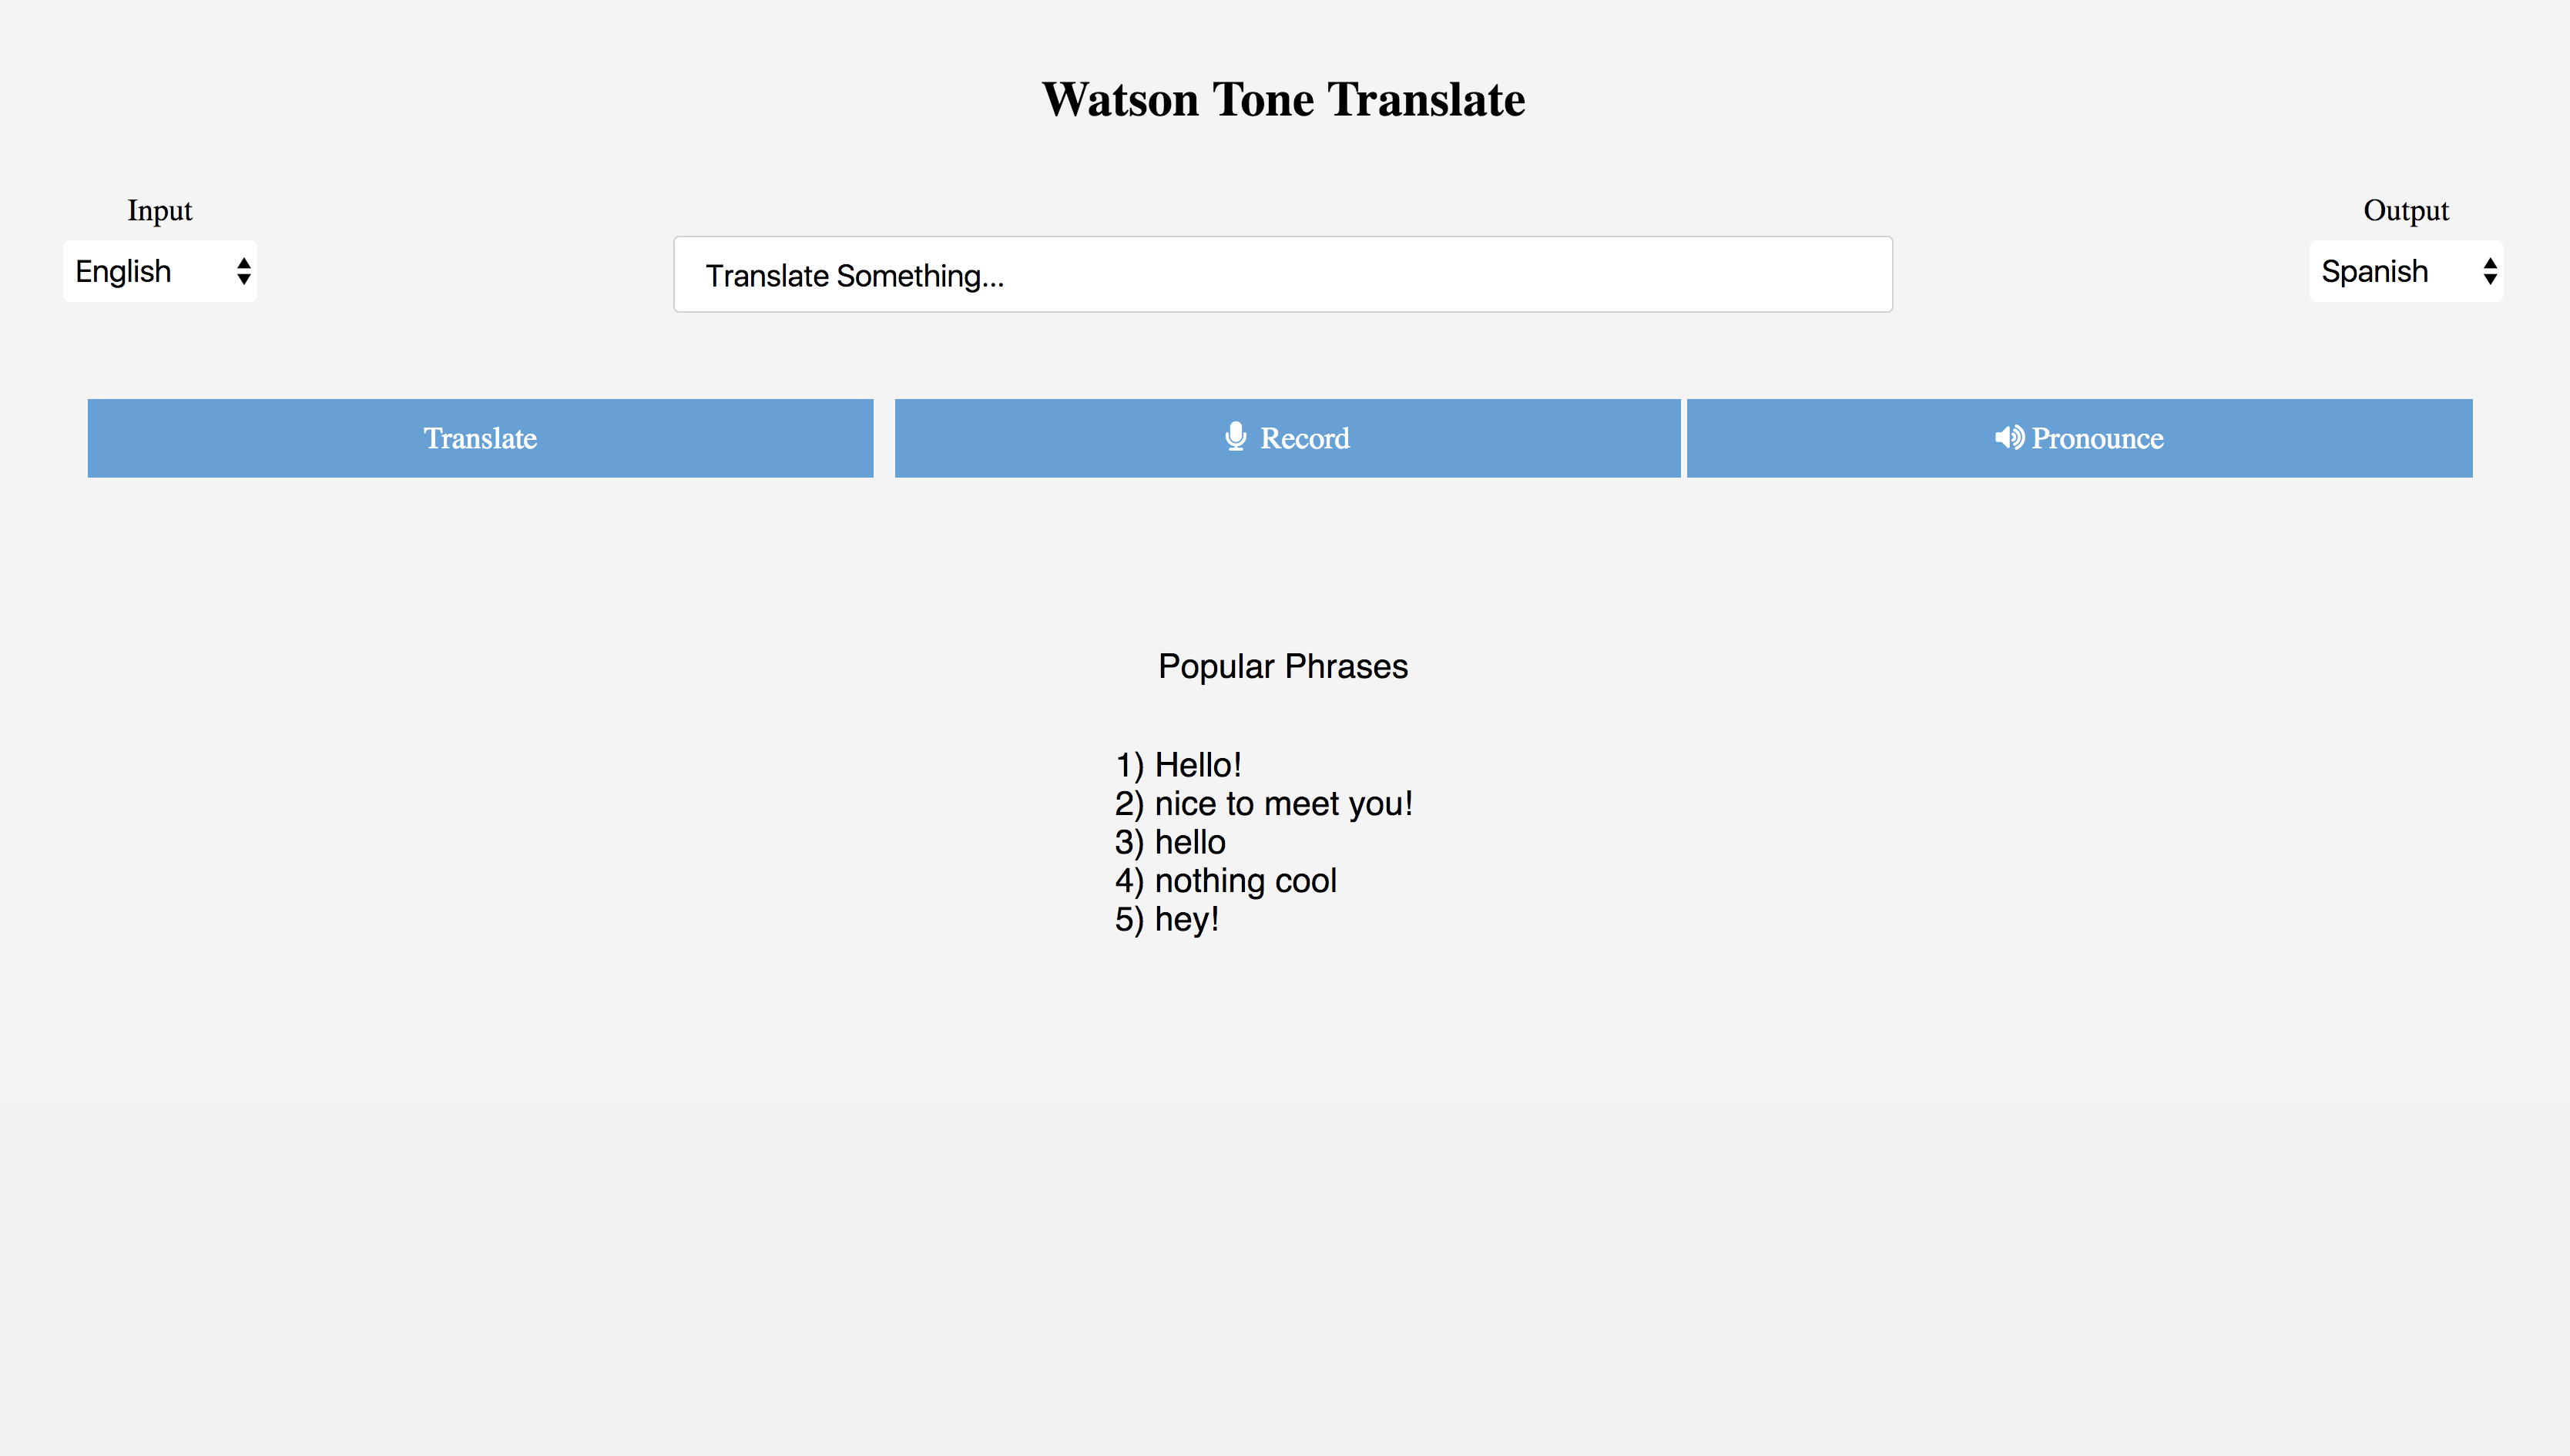 Watson Tone Translate
Input
Output
English
Translate Something...
Spanish
Translate
Record
Pronounce
Popular Phrases
1) Hello!
2) nice to meet you!
3) hello
4) nothing cool
5) hey!